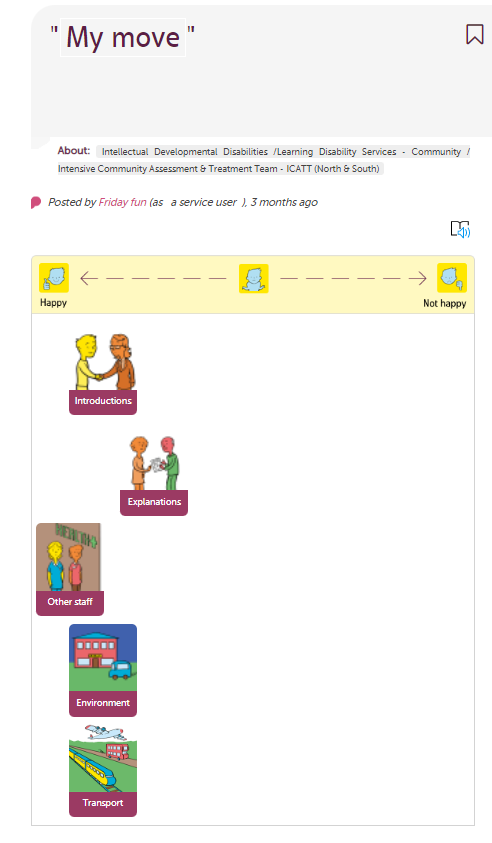 " My move "
About: Intellectual Developmental Disabilities /Learning Disability Services - Community /
Intensive Community Assessment & Treatment Team - ICATT (North & South)
Posted by Friday fun (as a service user ), 3 months ago
Happy
Not happy
Introductions
Explanations
Other staff
Environment
Transport